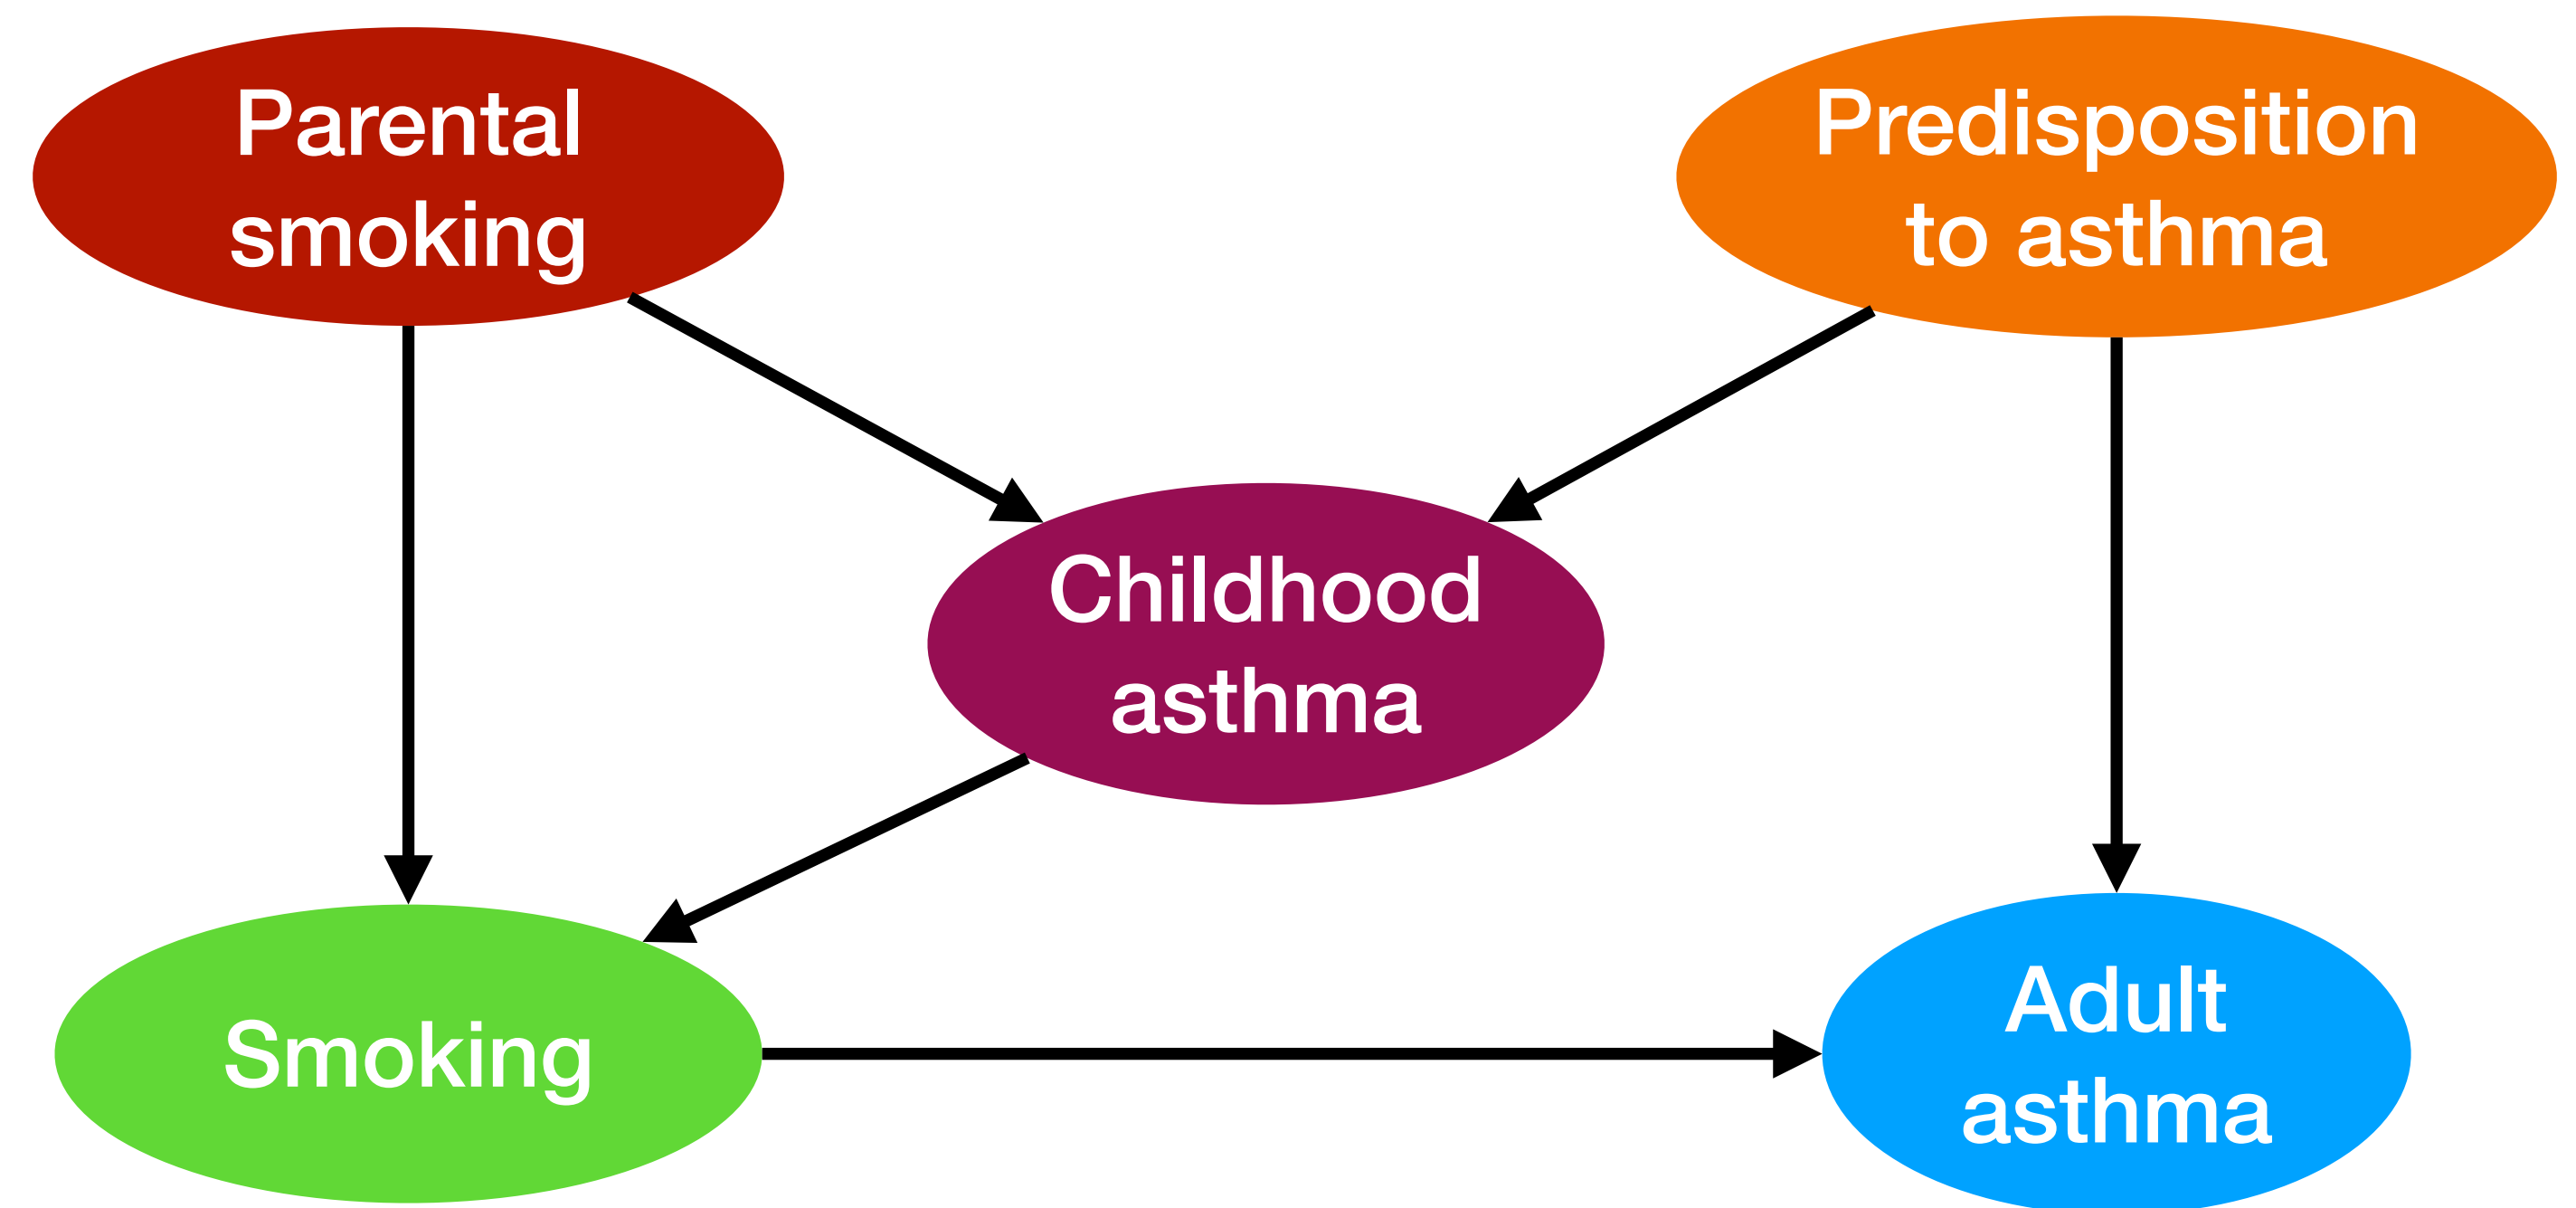 Parental
smoking
Predisposition
to asthma
Childhood
asthma
Smoking
Adult
asthma